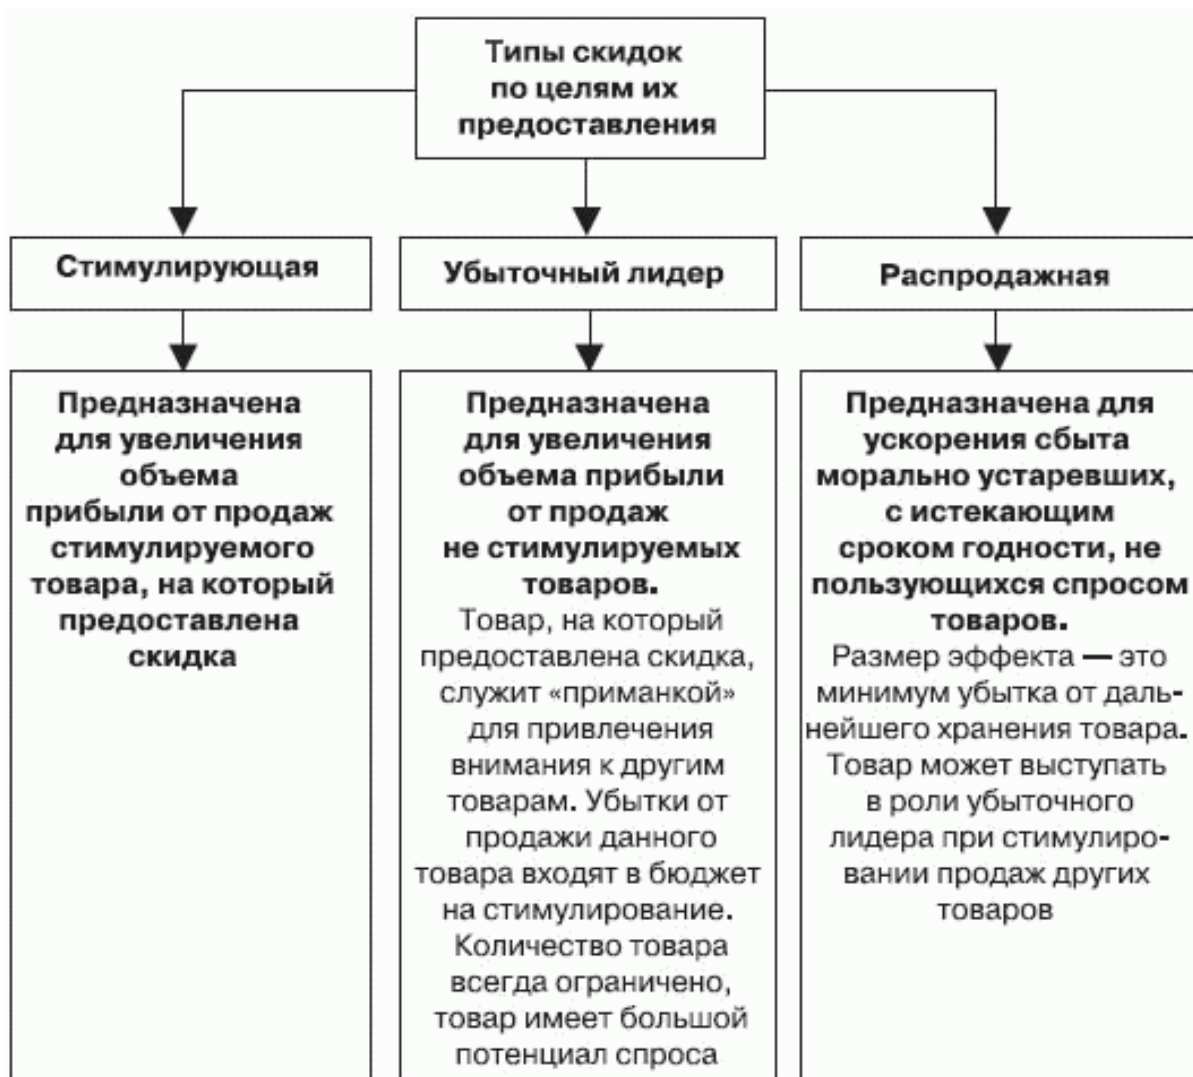 Типы скидок
по целям их
предоставления
Стимулирующая
Убыточный лидер
Распродажная
Предназначена
для увеличения
объема
прибыли от продаж
стимулируемого
товара, на который
предоставлена
скидка
Предназначена
для увеличения
объема прибыли
от продаж
не стимулируемых
товаров.
Товар, на который
предоставлена скидка,
служит «приманкой»
для привлечения
внимания к другим
товарам. Убытки от
продажи данного
товара входят в бюджет
на стимулирование.
Количество товара
всегда ограничено,
товар имеет большой
потенциал спроса
Предназначена для
ускорения сбыта
морально устаревших,
с истекающим
сроком годности, не
пользующихся спросом
товаров.
Размер эффекта — это
минимум убытка от даль-
нейшего хранения товара.
Товар может выступать
в роли убыточного
лидера при стимулиро-
вании продаж других
товаров